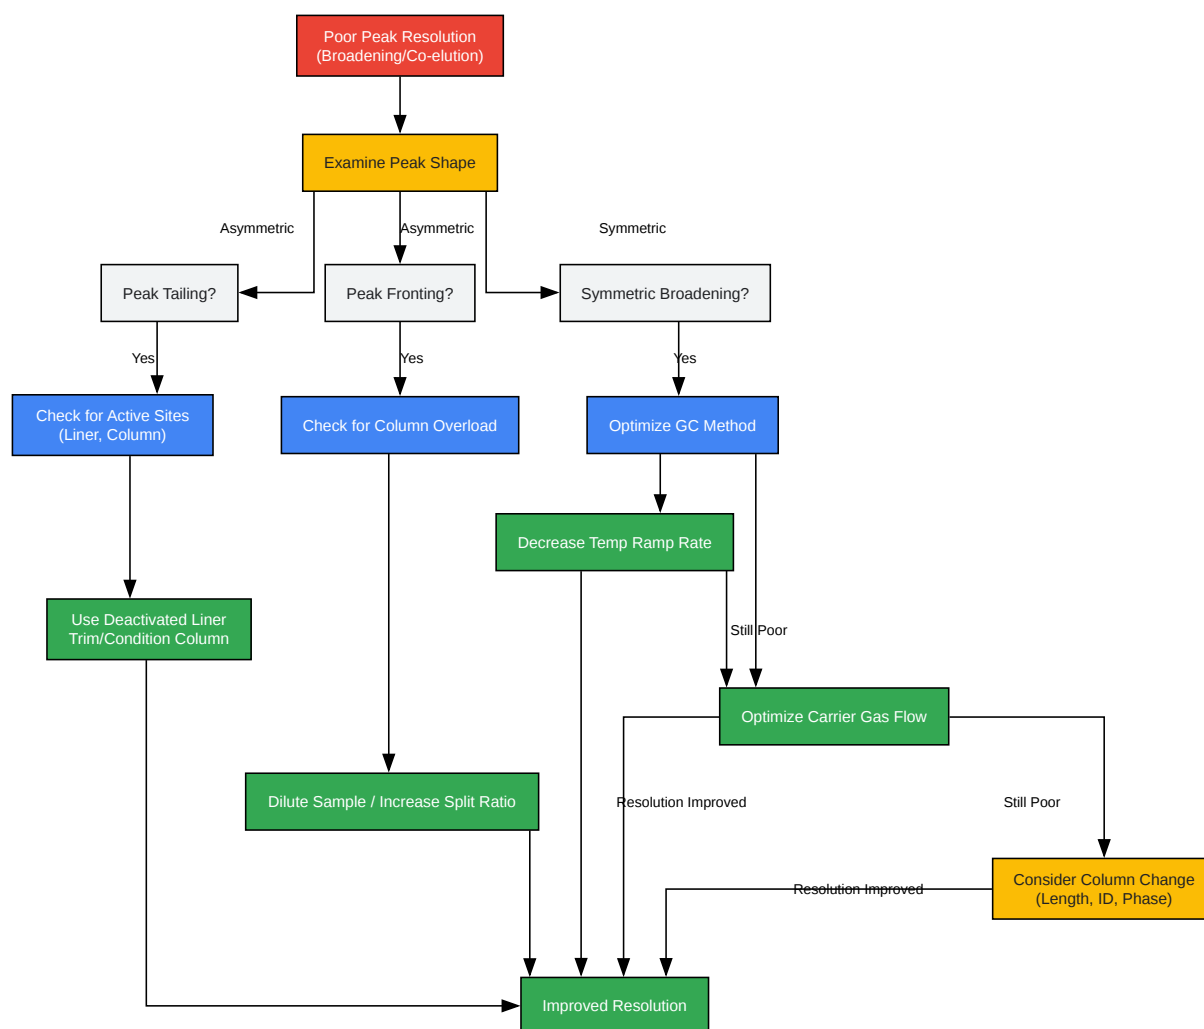 Poor Peak Resolution
(Broadening/Co-elution)
Examine Peak Shape
Asymmetric
Asymmetric
Symmetric
Peak Tailing?
Peak Fronting?
Symmetric Broadening?
Yes
Yes
Yes
Check for Active Sites
(Liner, Column)
Check for Column Overload
Optimize GC Method
Decrease Temp Ramp Rate
Use Deactivated Liner
Trim/Condition Column
Still Poor
Optimize Carrier Gas Flow
Dilute Sample / Increase Split Ratio
Resolution Improved
Still Poor
Consider Column Change
(Length, ID, Phase)
Resolution Improved
Improved Resolution